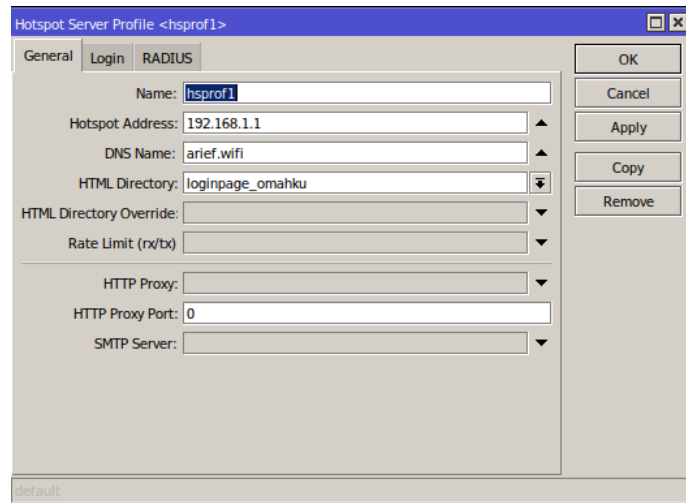 Hotspot Server Profile <hsprof1>
General Login RADIUS
OK
Name: hsprof1
Cancel
Hotspot Address: 192.168.1.1
Apply
DNS Name: arief.wifi
Copy
HTML Directory: loginpage_omahku
Remove
HTML Directory Override:
Rate Limit (rx/tx)
HTTP Proxy:
HTTP Proxy Port: 0
SMTP Server:
default